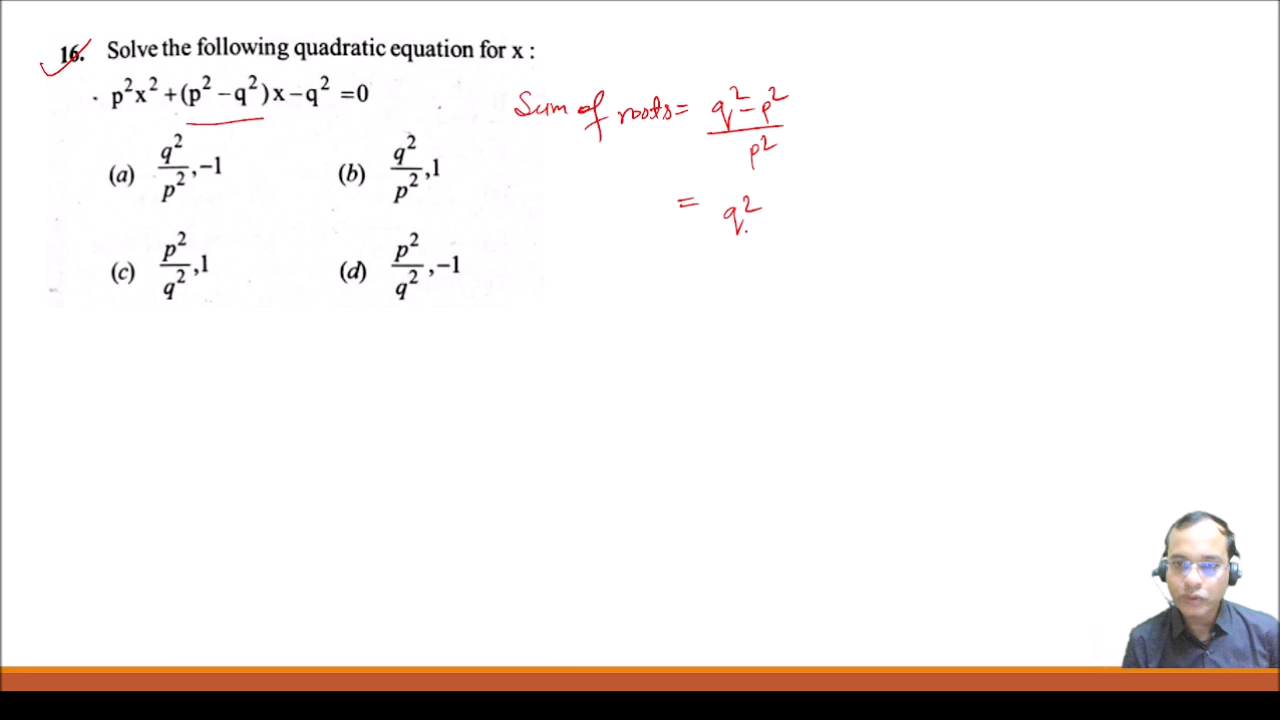 16. Solve the following quadratic equation for x :
p²x² + (p² − q²)x − q² = 0
(a) q²/p², −1 (b) q²/p², 1
(c) p²/q², 1 (d) p²/q², −1
Sum of roots = q² − p² / p²
= q²